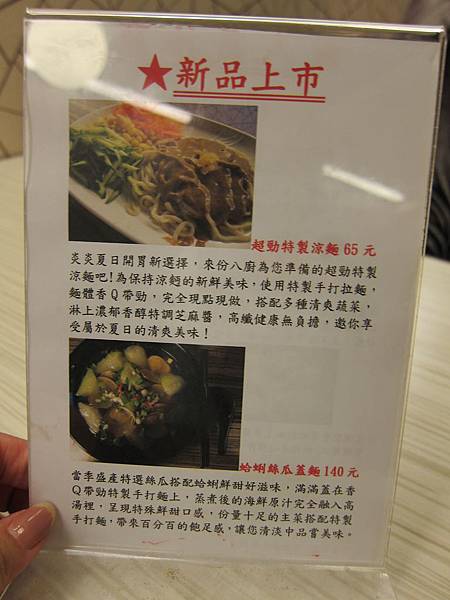 ★新品上市
超勁特製涼麵 65 元
炎炎夏日開胃新選擇，來份八廚為您準備的超勁特製
涼麵吧!為保持涼麵的新鮮美味，使用特製手打拉麵，
麵體香Q帶勁，完全現點現做，搭配多種清爽蔬菜，
淋上濃郁香醇特調芝麻醬，高纖健康無負擔，邀你享
受屬於夏日的清爽美味！
蛤蜊絲瓜蓋麵 140 元
當季盛產特選絲瓜搭配蛤蜊鮮甜好滋味，滿滿蓋在香
Q帶勁特製手打麵上，蒸煮後的海鮮原汁完全融入高
湯裡，呈現特殊鮮甜口感，份量十足的主菜搭配特製
手打麵，帶來百分百的飽足感，讓您清淡中品嘗美味。